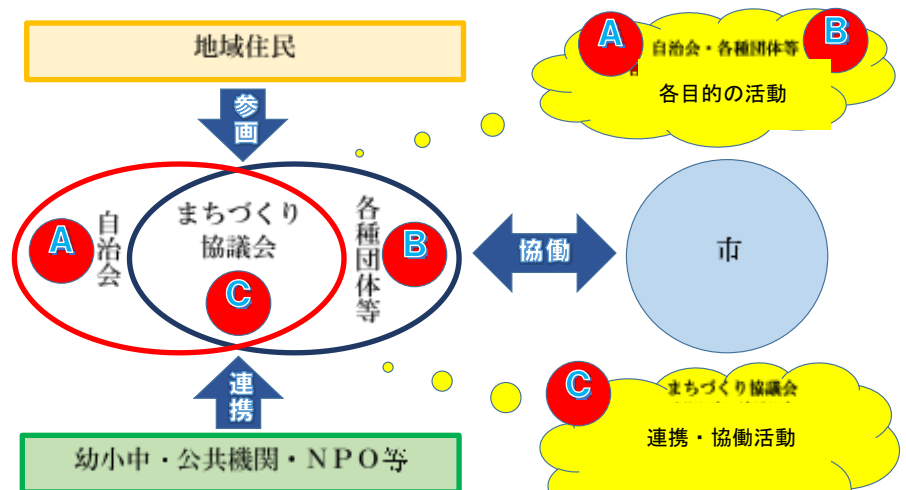 地域住民
参画
A
自治会
まちづくり
協議会
C
各種団体等
B
連携
幼小中・公共機関・ＮＰＯ等
協働
市
A
自治会・各種団体等
B
各目的の活動
C
まちづくり協議会
連携・協働活動